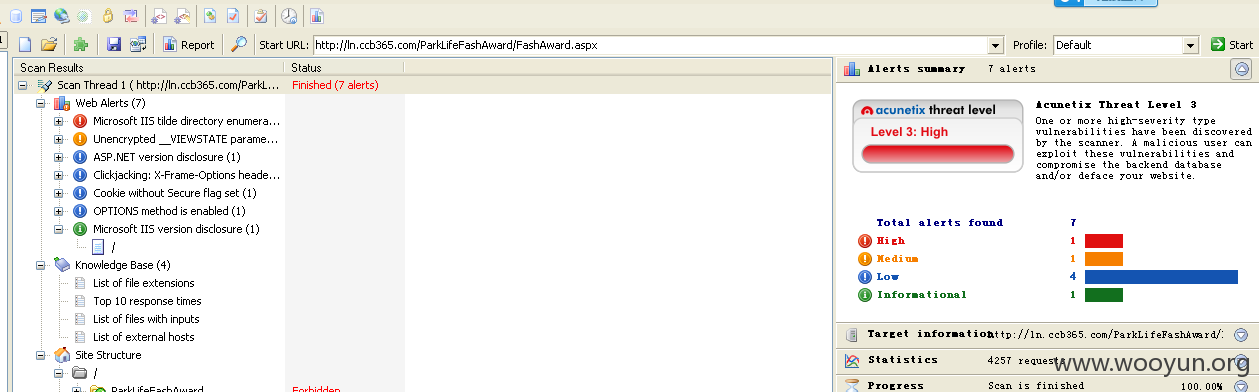 Report
Start URL: http://ln.ccb365.com/ParkLifeFashAward/FashAward.aspx
Profile: Default
Start
Scan Results Status
Scan Thread 1 ( http://ln.ccb365.com/ParkL... Finished (7 alerts)
Web Alerts (7)
Microsoft IIS tilde directory enumera...
Unencrypted __VIEWSTATE parame...
ASP.NET version disclosure (1)
Clickjacking: X-Frame-Options heade...
Cookie without Secure flag set (1)
OPTIONS method is enabled (1)
Microsoft IIS version disclosure (1)
/
Knowledge Base (4)
List of file extensions
Top 10 response times
List of files with inputs
List of external hosts
Site Structure
/
ParkLifeFashAward Forbidden
Alerts summary 7 alerts
acunetix threat level
Level 3: High
Acunetix Threat Level 3
One or more high-severity type
vulnerabilities have been discovered
by the scanner. A malicious user can
exploit these vulnerabilities and
compromise the backend database
and/or deface your website.
Total alerts found 7
High 1
Medium 1
Low 4
Informational 1
Target information http://ln.ccb365.com/ParkLifeFashAward/
Statistics 4257 requests
www.wooyun.org
Progress Scan is finished 100.00%